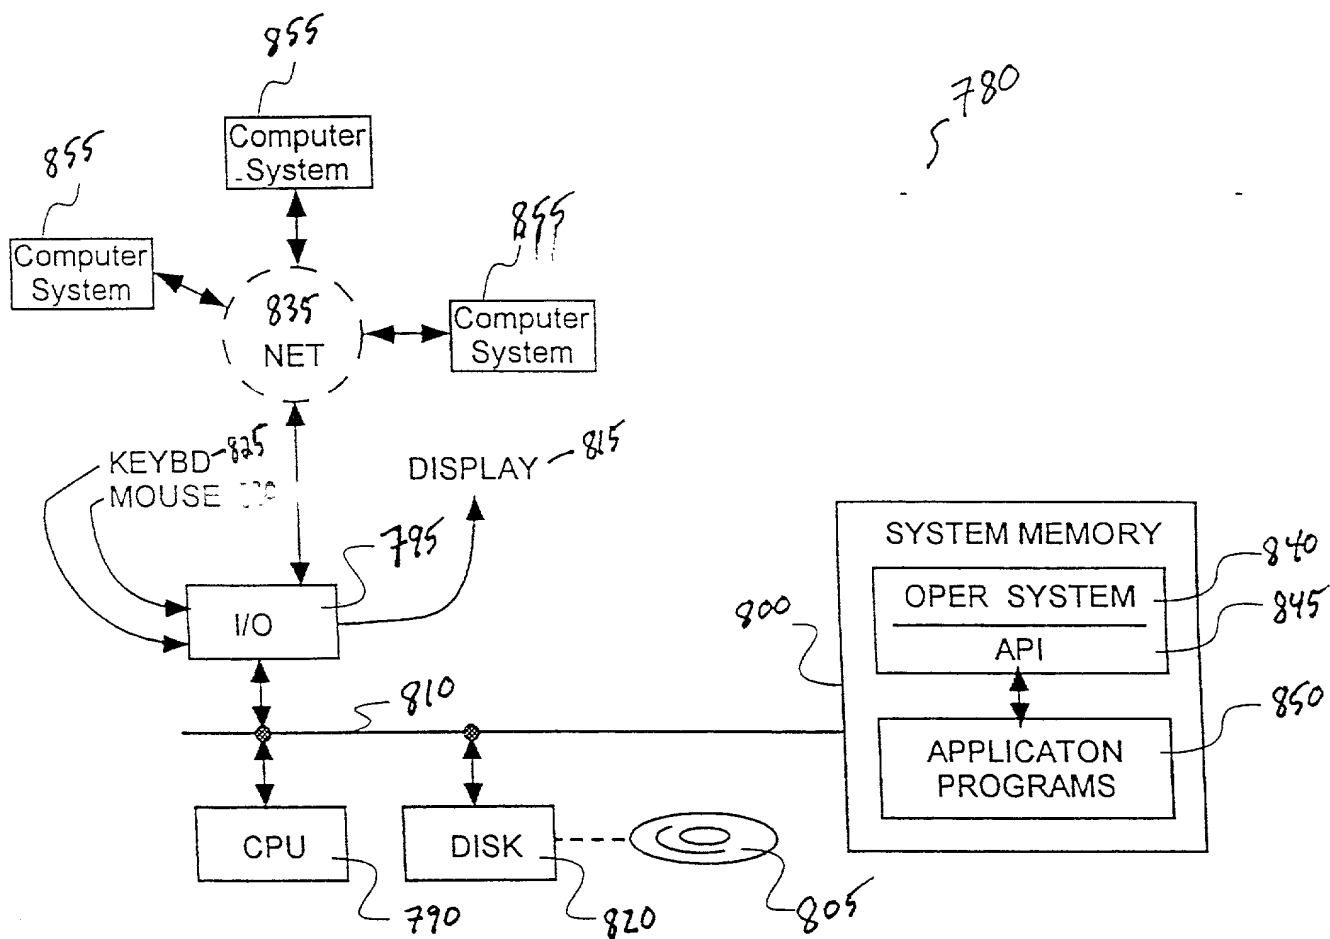 855
780
Computer
System
855
Computer
System
855
835
NET
Computer
System
KEYBD 825
MOUSE
DISPLAY 815
795
I/O
SYSTEM MEMORY
840
OPER SYSTEM
845
API
800
810
850
APPLICATON
PROGRAMS
CPU
DISK
790
820
805